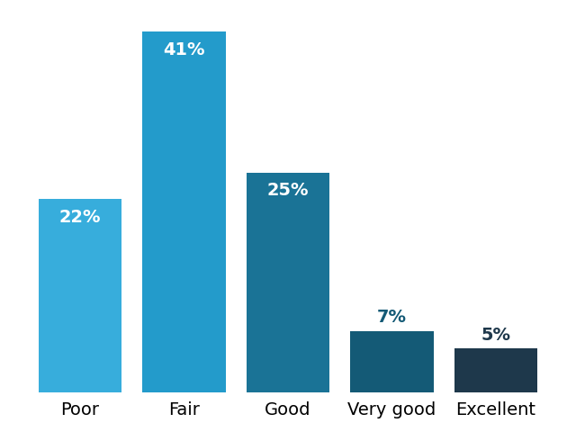 41%
25%
22%
7%
5%
Poor
Fair
Good
Very good
Excellent